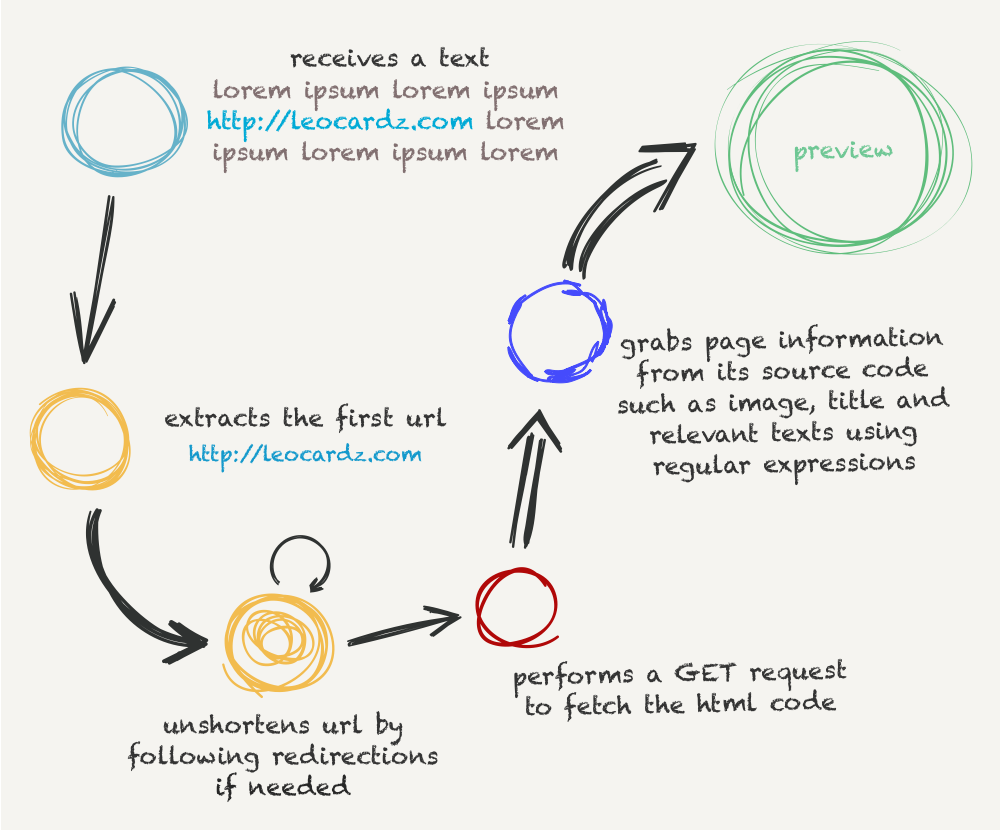 receives a text
lorem ipsum lorem ipsum
http://leocardz.com lorem
ipsum lorem ipsum lorem
extracts the first url
http://leocardz.com
unshortens url by
following redirections
if needed
performs a GET request
to fetch the html code
grabs page information
from its source code
such as image, title and
relevant texts using
regular expressions
preview